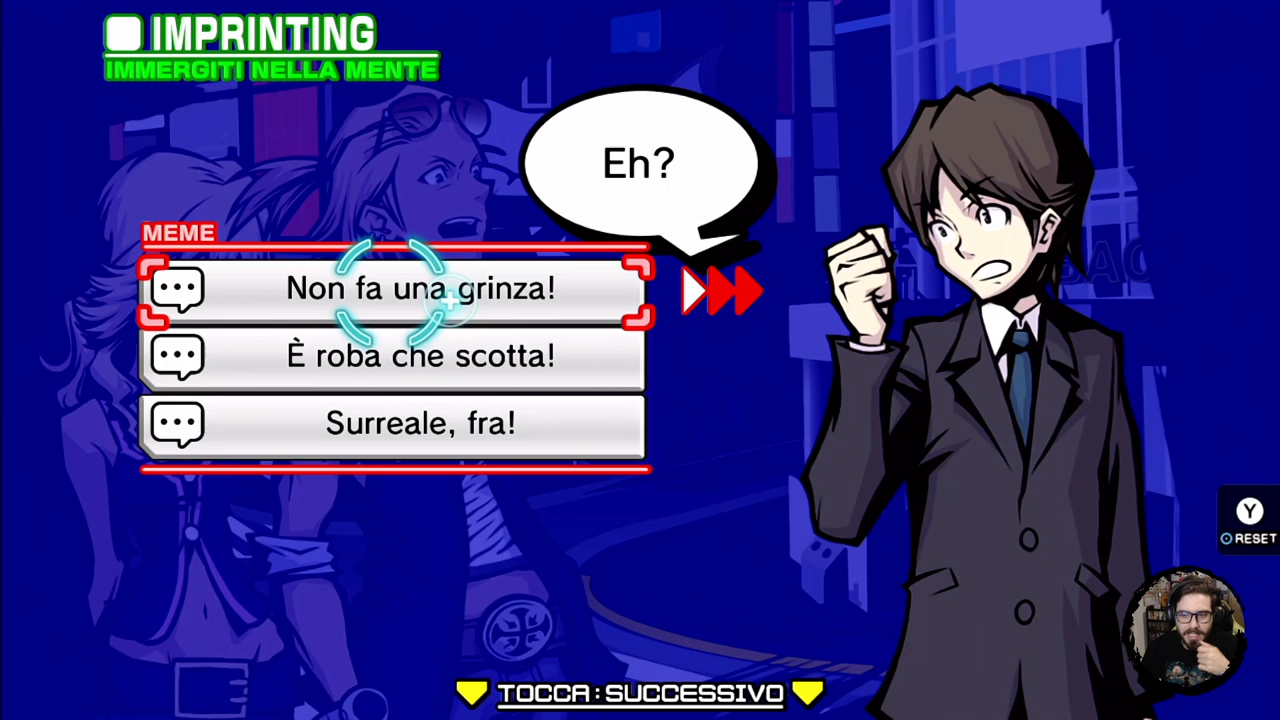 IMPRINTING
IMMERGITI NELLA MENTE
Eh?
MEME
Non fa una grinza!
È roba che scotta!
Surreale, fra!
Y
RESET
TOCCA:SUCCESSIVO